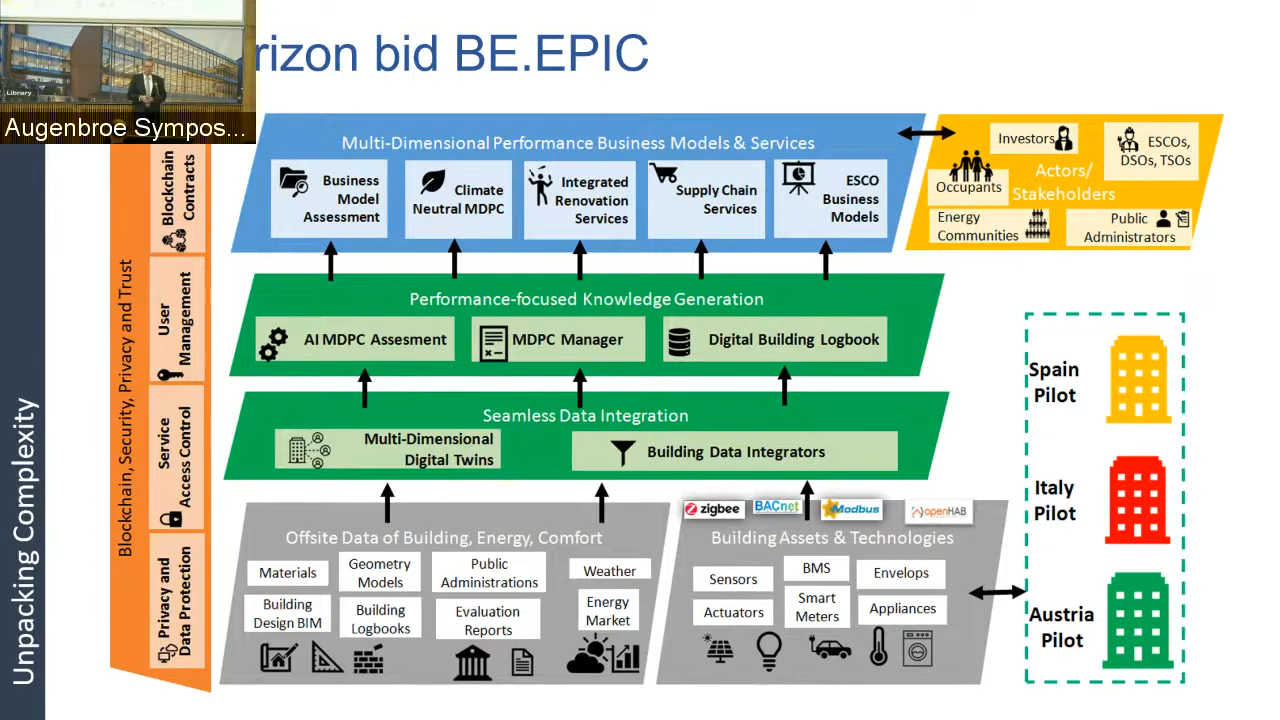 rizon bid BE.EPIC
Library
Augenbroe Sympos...
Unpacking Complexity
Blockchain, Security, Privacy and Trust
Blockchain
Contracts
User
Management
Service
Access Control
Privacy and
Data Protection
Multi-Dimensional Performance Business Models & Services
Business
Model
Assessment
Climate
Neutral MDPC
Integrated
Renovation
Services
Supply Chain
Services
ESCO
Business
Models
Investors
ESCOs,
DSOs, TSOs
Actors/
Stakeholders
Occupants
Energy
Communities
Public
Administrators
Performance-focused Knowledge Generation
AI MDPC Assesment
MDPC Manager
Digital Building Logbook
Seamless Data Integration
Multi-Dimensional
Digital Twins
Building Data Integrators
Offsite Data of Building, Energy, Comfort
Materials
Geometry
Models
Public
Administrations
Weather
Building
Design BIM
Building
Logbooks
Evaluation
Reports
Energy
Market
zigbee
BACnet
Modbus
openHAB
Building Assets & Technologies
Sensors
BMS
Envelops
Actuators
Smart
Meters
Appliances
Spain
Pilot
Italy
Pilot
Austria
Pilot